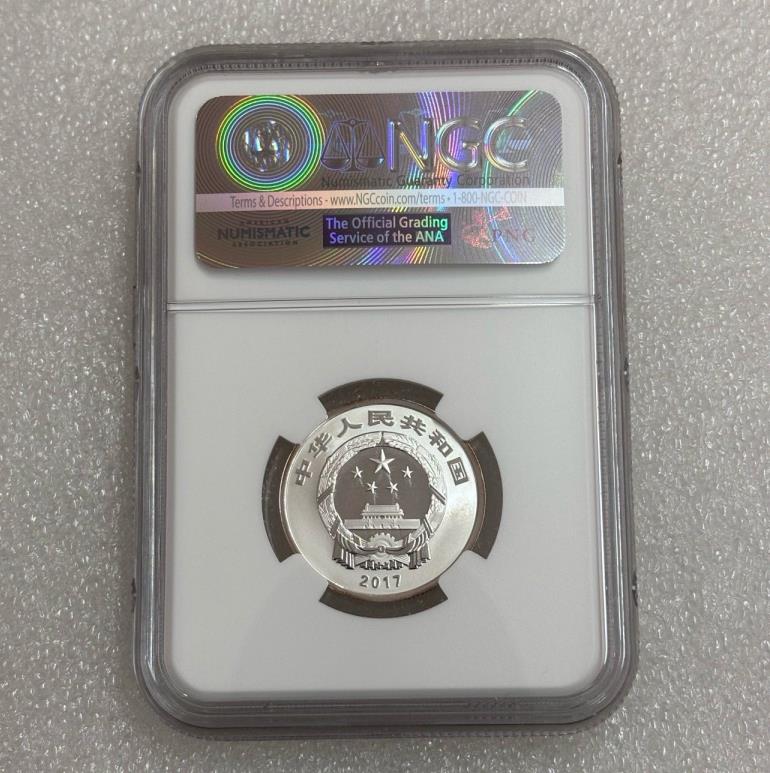 NGC
Numismatic Guaranty Corporation
Terms & Descriptions - www.NGCcoin.com/terms • 1-800-NGC-COIN
AMERICAN
NUMISMATIC
ASSOCIATION
The Official Grading
Service of the ANA
PNG
中华人民共和国
2017